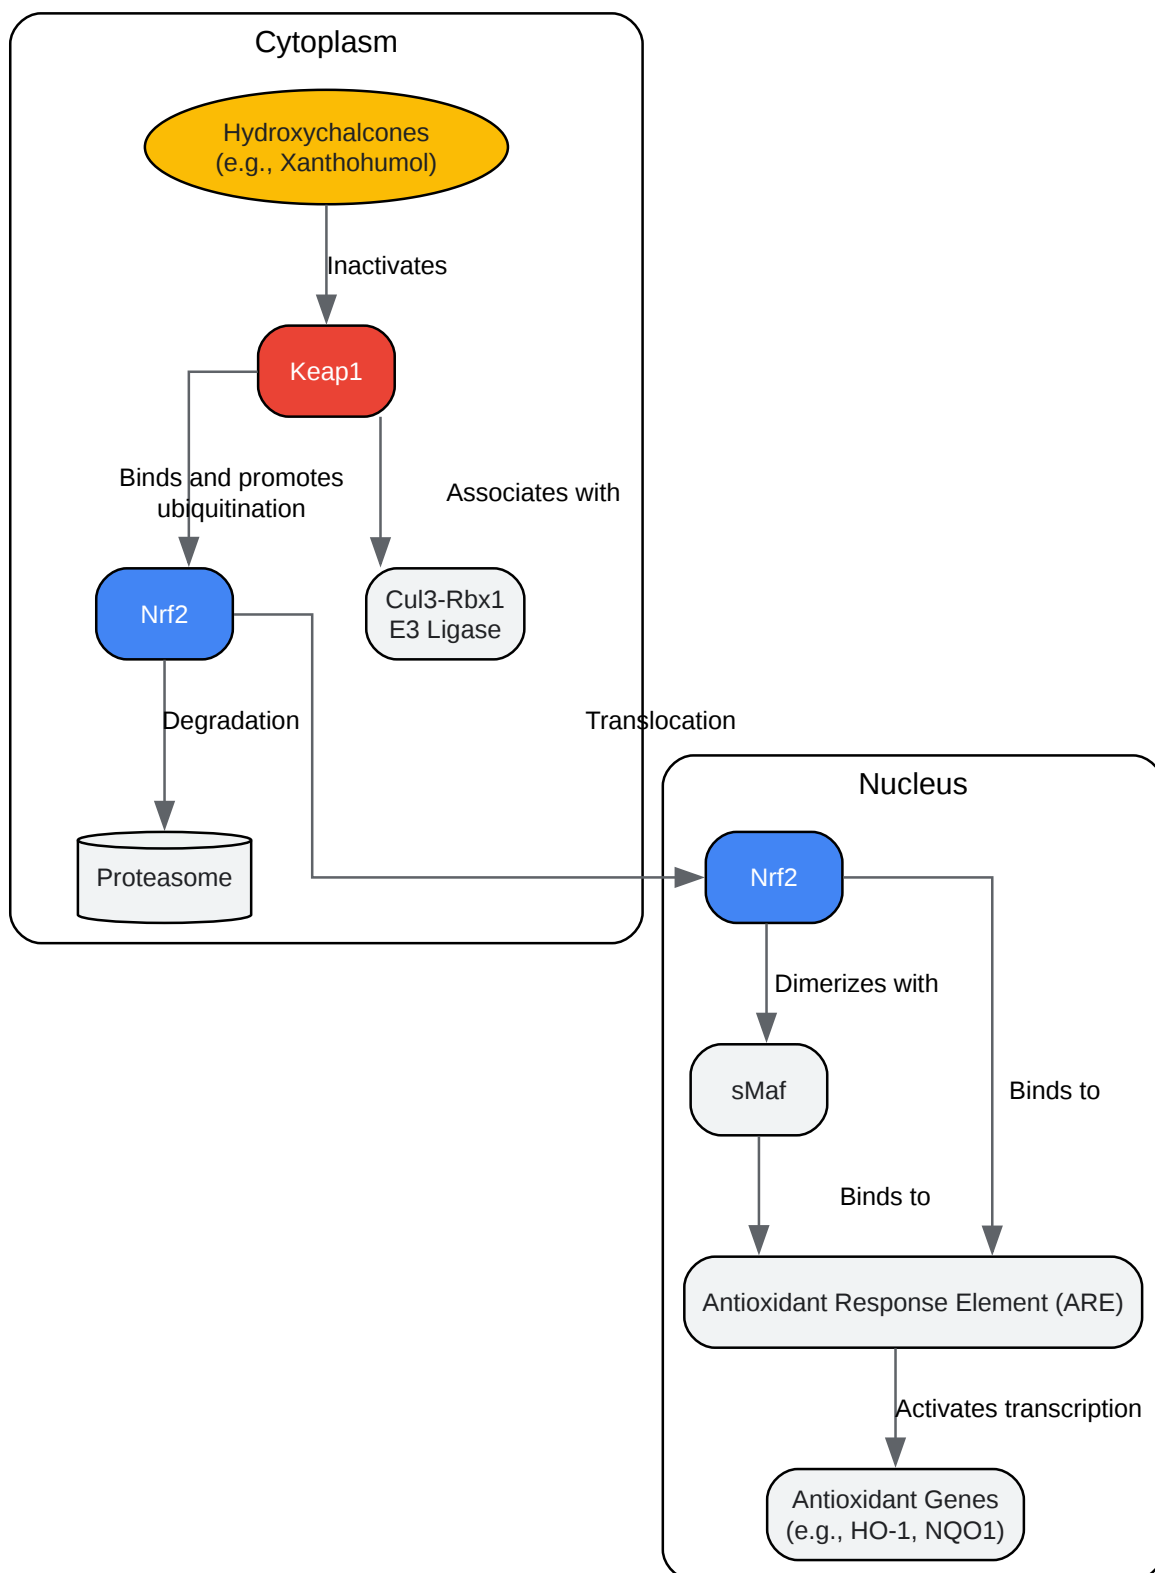 Cytoplasm
Hydroxychalcones
(e.g., Xanthohumol)
Inactivates
Keap1
Binds and promotes
ubiquitination
Associates with
Nrf2
Cul3-Rbx1
E3 Ligase
Degradation
Translocation
Proteasome
Nucleus
Nrf2
Dimerizes with
sMaf
Binds to
Binds to
Antioxidant Response Element (ARE)
Activates transcription
Antioxidant Genes
(e.g., HO-1, NQO1)